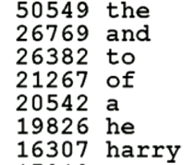 50549 the
26769 and
26382 to
21267 of
20542 a
19826 he
16307 harry